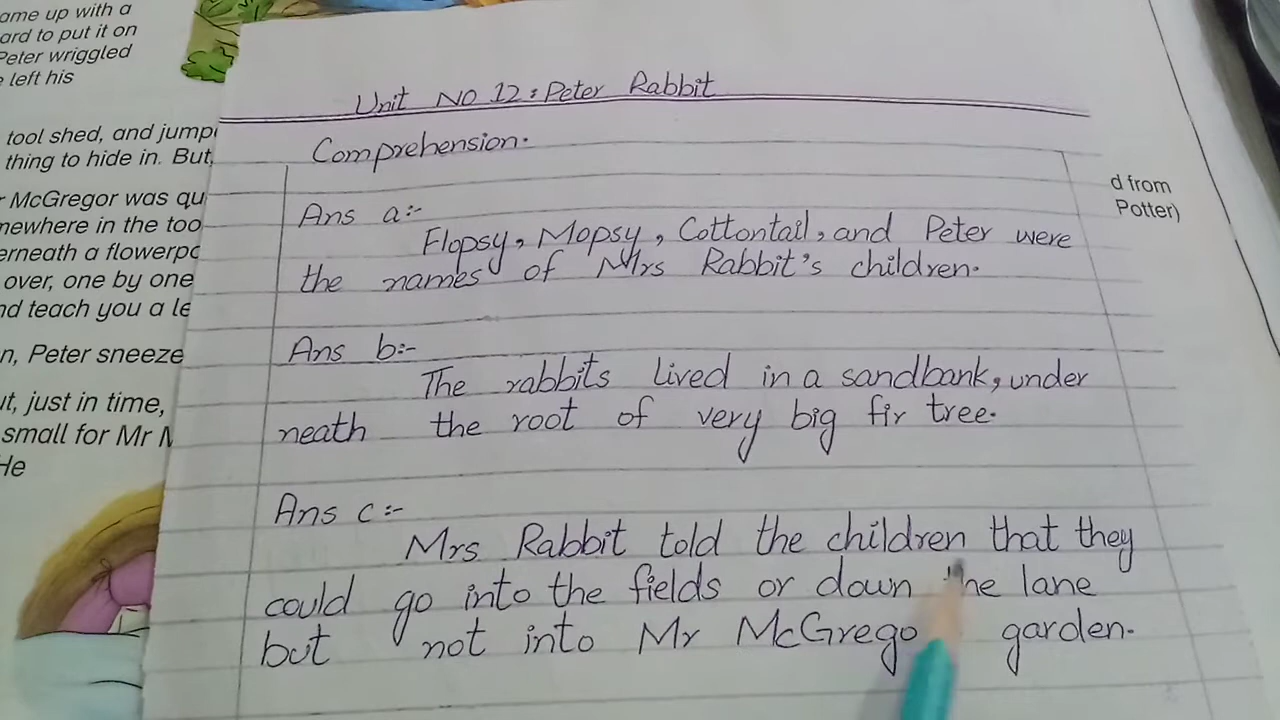 ame up with a
ard to put it on
Peter wriggled
left his
tool shed, and jump
thing to hide in. But,
McGregor was qu
newhere in the too
erneath a flowerpo
over, one by one
nd teach you a le
n, Peter sneeze
ut, just in time,
small for Mr M
He
Unit No 12: Peter Rabbit
Comprehension.
Ans a:-
Flopsy, Mopsy, Cottontail, and Peter were
the names of Mrs Rabbit's children.
Ans b:-
The rabbits lived in a sandbank, under
neath the root of very big fir tree.
Ans c:-
Mrs Rabbit told the children that they
could go into the fields or down the lane
but not into Mr McGrego garden.
d from
Potter)